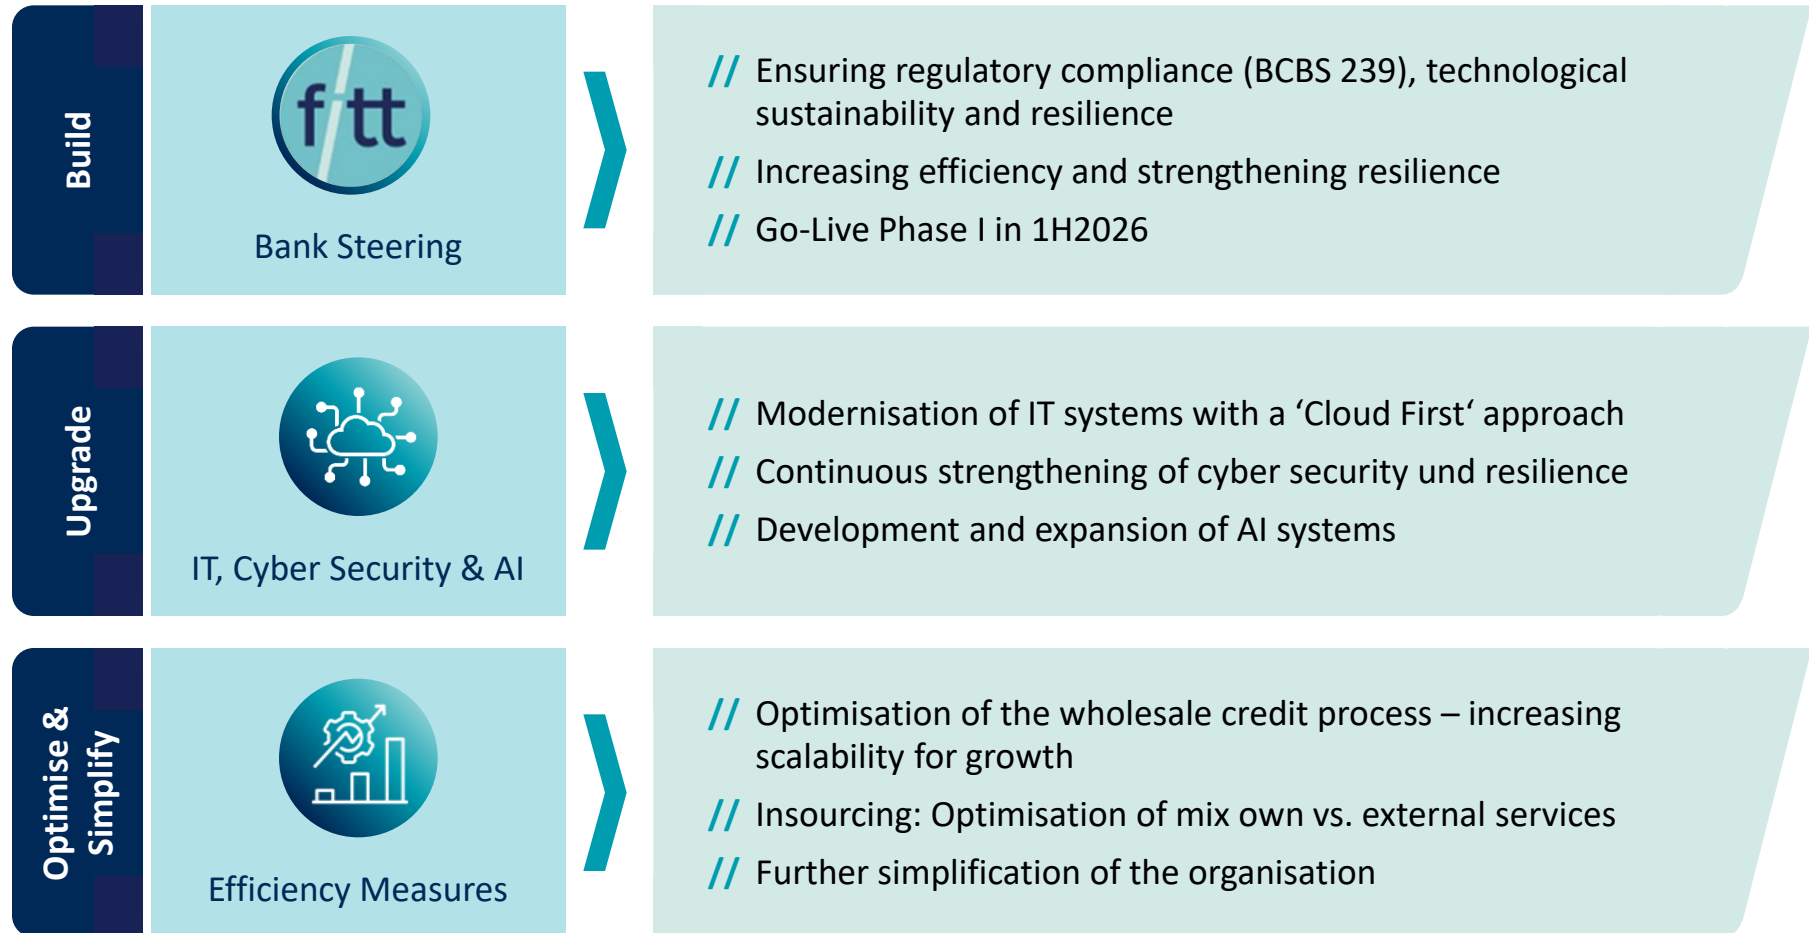 Build
f/tt
Bank Steering
// Ensuring regulatory compliance (BCBS 239), technological
sustainability and resilience
// Increasing efficiency and strengthening resilience
// Go-Live Phase I in 1H2026
Upgrade
IT, Cyber Security & AI
// Modernisation of IT systems with a ‘Cloud First‘ approach
// Continuous strengthening of cyber security und resilience
// Development and expansion of AI systems
Optimise &
Simplify
Efficiency Measures
// Optimisation of the wholesale credit process – increasing
scalability for growth
// Insourcing: Optimisation of mix own vs. external services
// Further simplification of the organisation